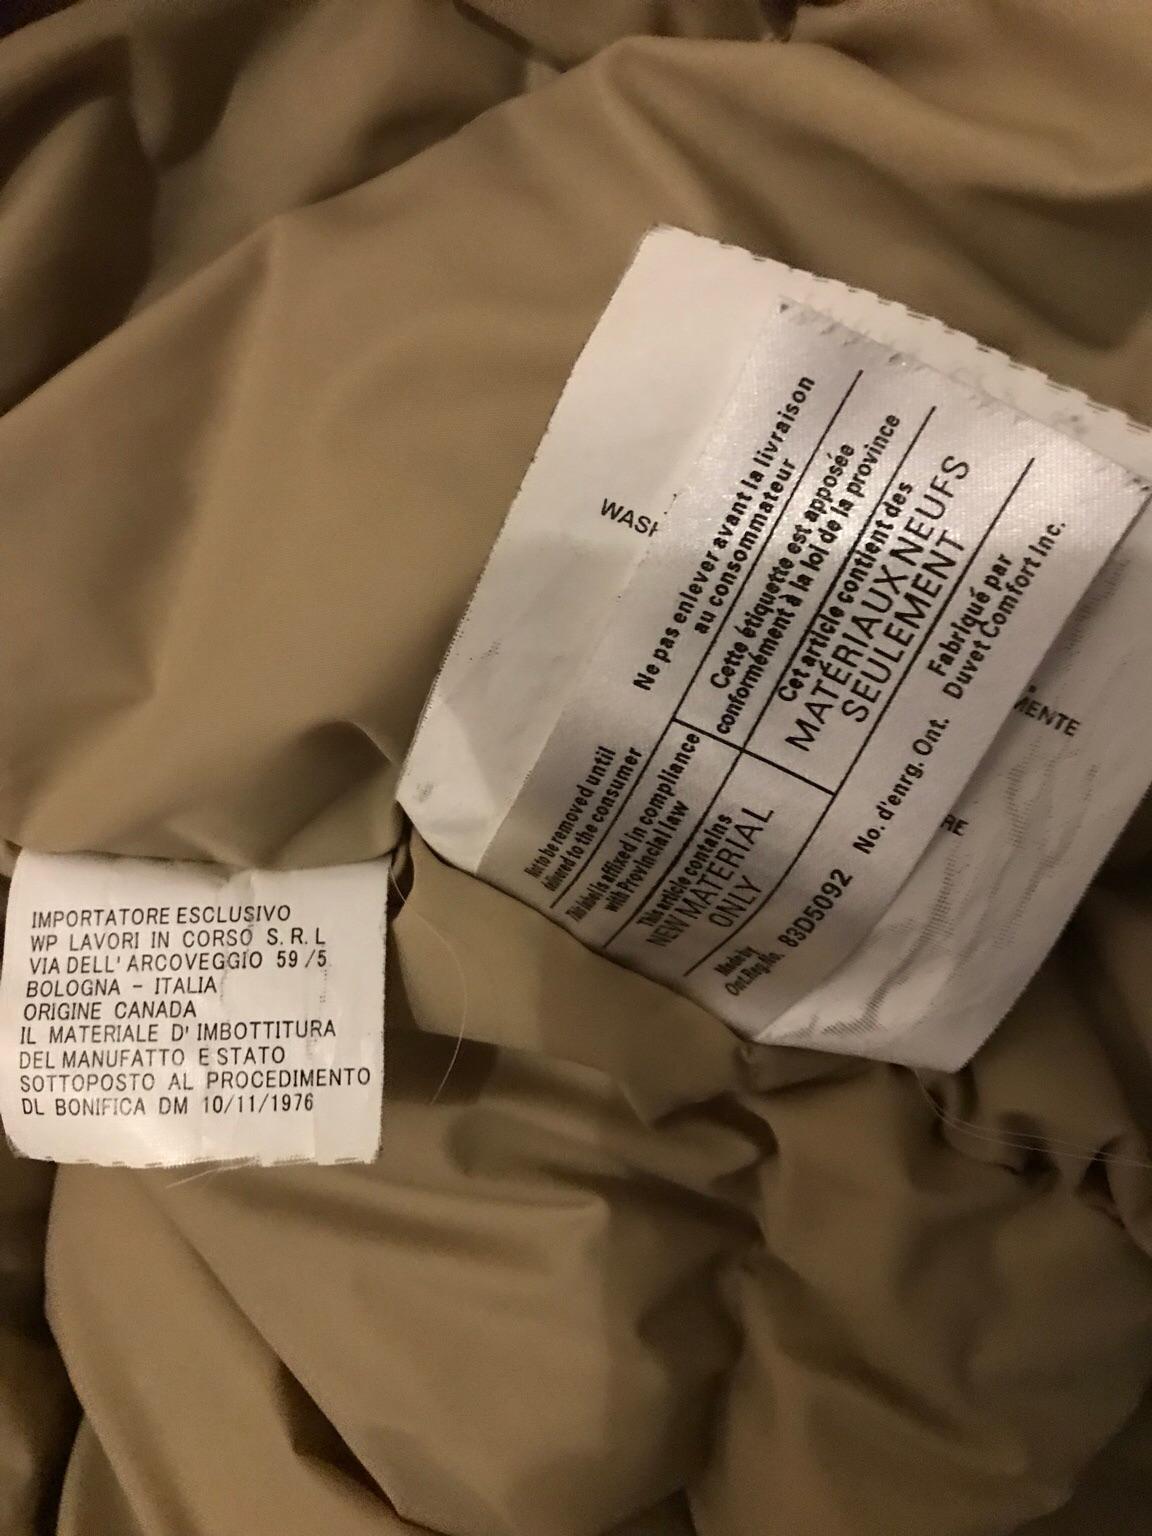 IMPORTATORE ESCLUSIVO
WP LAVORI IN CORSO S.R.L
VIA DELL' ARCOVEGGIO 59/5
BOLOGNA - ITALIA
ORIGINE CANADA
IL MATERIALE D' IMBOTTITURA
DEL MANUFATTO E STATO
SOTTOPOSTO AL PROCEDIMENTO
DL BONIFICA DM 10/11/1976
WASH
Not to be removed until
delivered to the consumer
Ne pas enlever avant la livraison
au consommateur
This label is affixed in compliance
with Provincial law
Cette étiquette est apposée
conformément à la loi de la province
This article contains
NEW MATERIAL
ONLY
Cet article contient des
MATÉRIAUX NEUFS
SEULEMENT
Made by
Ont.Reg.No. 83D5092 No. d'enrg. Ont.
Fabriqué par
Duvet Comfort Inc.
MENTE
RE